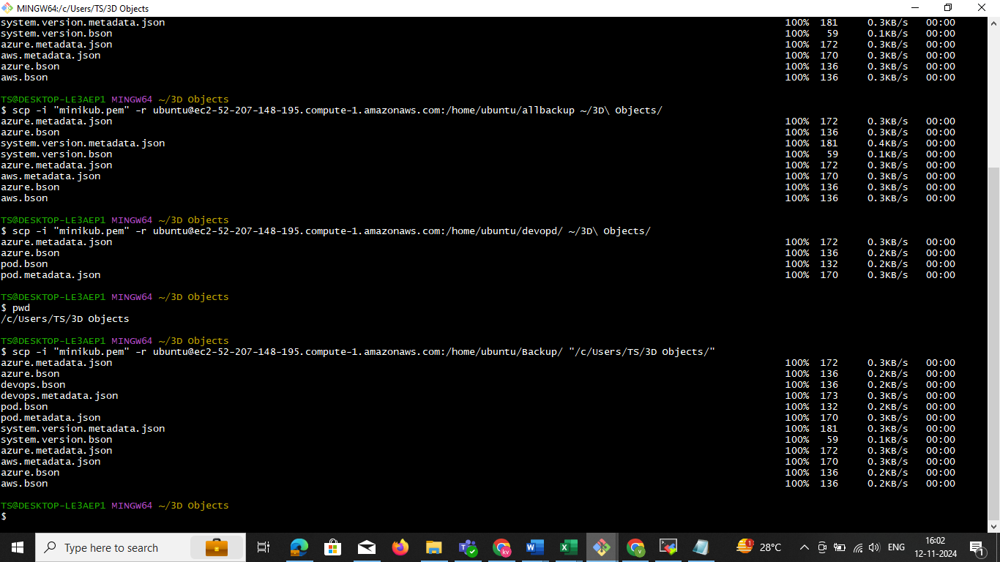 MINGW64:/c/Users/TS/3D Objects
system.version.metadata.json 100% 181 0.3KB/s 00:00
system.version.bson 100% 59 0.1KB/s 00:00
azure.metadata.json 100% 172 0.3KB/s 00:00
aws.metadata.json 100% 170 0.3KB/s 00:00
azure.bson 100% 136 0.3KB/s 00:00
aws.bson 100% 136 0.3KB/s 00:00
TS@DESKTOP-LE3AEP1 MINGW64 ~/3D Objects
$ scp -i "minikub.pem" -r ubuntu@ec2-52-207-148-195.compute-1.amazonaws.com:/home/ubuntu/allbackup ~/3D\ Objects/
azure.metadata.json 100% 172 0.3KB/s 00:00
azure.bson 100% 136 0.3KB/s 00:00
system.version.metadata.json 100% 181 0.4KB/s 00:00
system.version.bson 100% 59 0.1KB/s 00:00
azure.metadata.json 100% 172 0.3KB/s 00:00
aws.metadata.json 100% 170 0.3KB/s 00:00
azure.bson 100% 136 0.3KB/s 00:00
aws.bson 100% 136 0.3KB/s 00:00
TS@DESKTOP-LE3AEP1 MINGW64 ~/3D Objects
$ scp -i "minikub.pem" -r ubuntu@ec2-52-207-148-195.compute-1.amazonaws.com:/home/ubuntu/devopd/ ~/3D\ Objects/
azure.metadata.json 100% 172 0.3KB/s 00:00
azure.bson 100% 136 0.2KB/s 00:00
pod.bson 100% 132 0.2KB/s 00:00
pod.metadata.json 100% 170 0.3KB/s 00:00
TS@DESKTOP-LE3AEP1 MINGW64 ~/3D Objects
$ pwd
/c/Users/TS/3D Objects
TS@DESKTOP-LE3AEP1 MINGW64 ~/3D Objects
$ scp -i "minikub.pem" -r ubuntu@ec2-52-207-148-195.compute-1.amazonaws.com:/home/ubuntu/Backup/ "/c/Users/TS/3D Objects/"
azure.metadata.json 100% 172 0.3KB/s 00:00
azure.bson 100% 136 0.2KB/s 00:00
devops.bson 100% 136 0.2KB/s 00:00
devops.metadata.json 100% 173 0.3KB/s 00:00
pod.bson 100% 132 0.2KB/s 00:00
pod.metadata.json 100% 170 0.3KB/s 00:00
system.version.metadata.json 100% 181 0.3KB/s 00:00
system.version.bson 100% 59 0.1KB/s 00:00
azure.metadata.json 100% 172 0.3KB/s 00:00
aws.metadata.json 100% 170 0.3KB/s 00:00
azure.bson 100% 136 0.2KB/s 00:00
aws.bson 100% 136 0.2KB/s 00:00
TS@DESKTOP-LE3AEP1 MINGW64 ~/3D Objects
$
Type here to search
28°C
ENG
16:02
12-11-2024
1